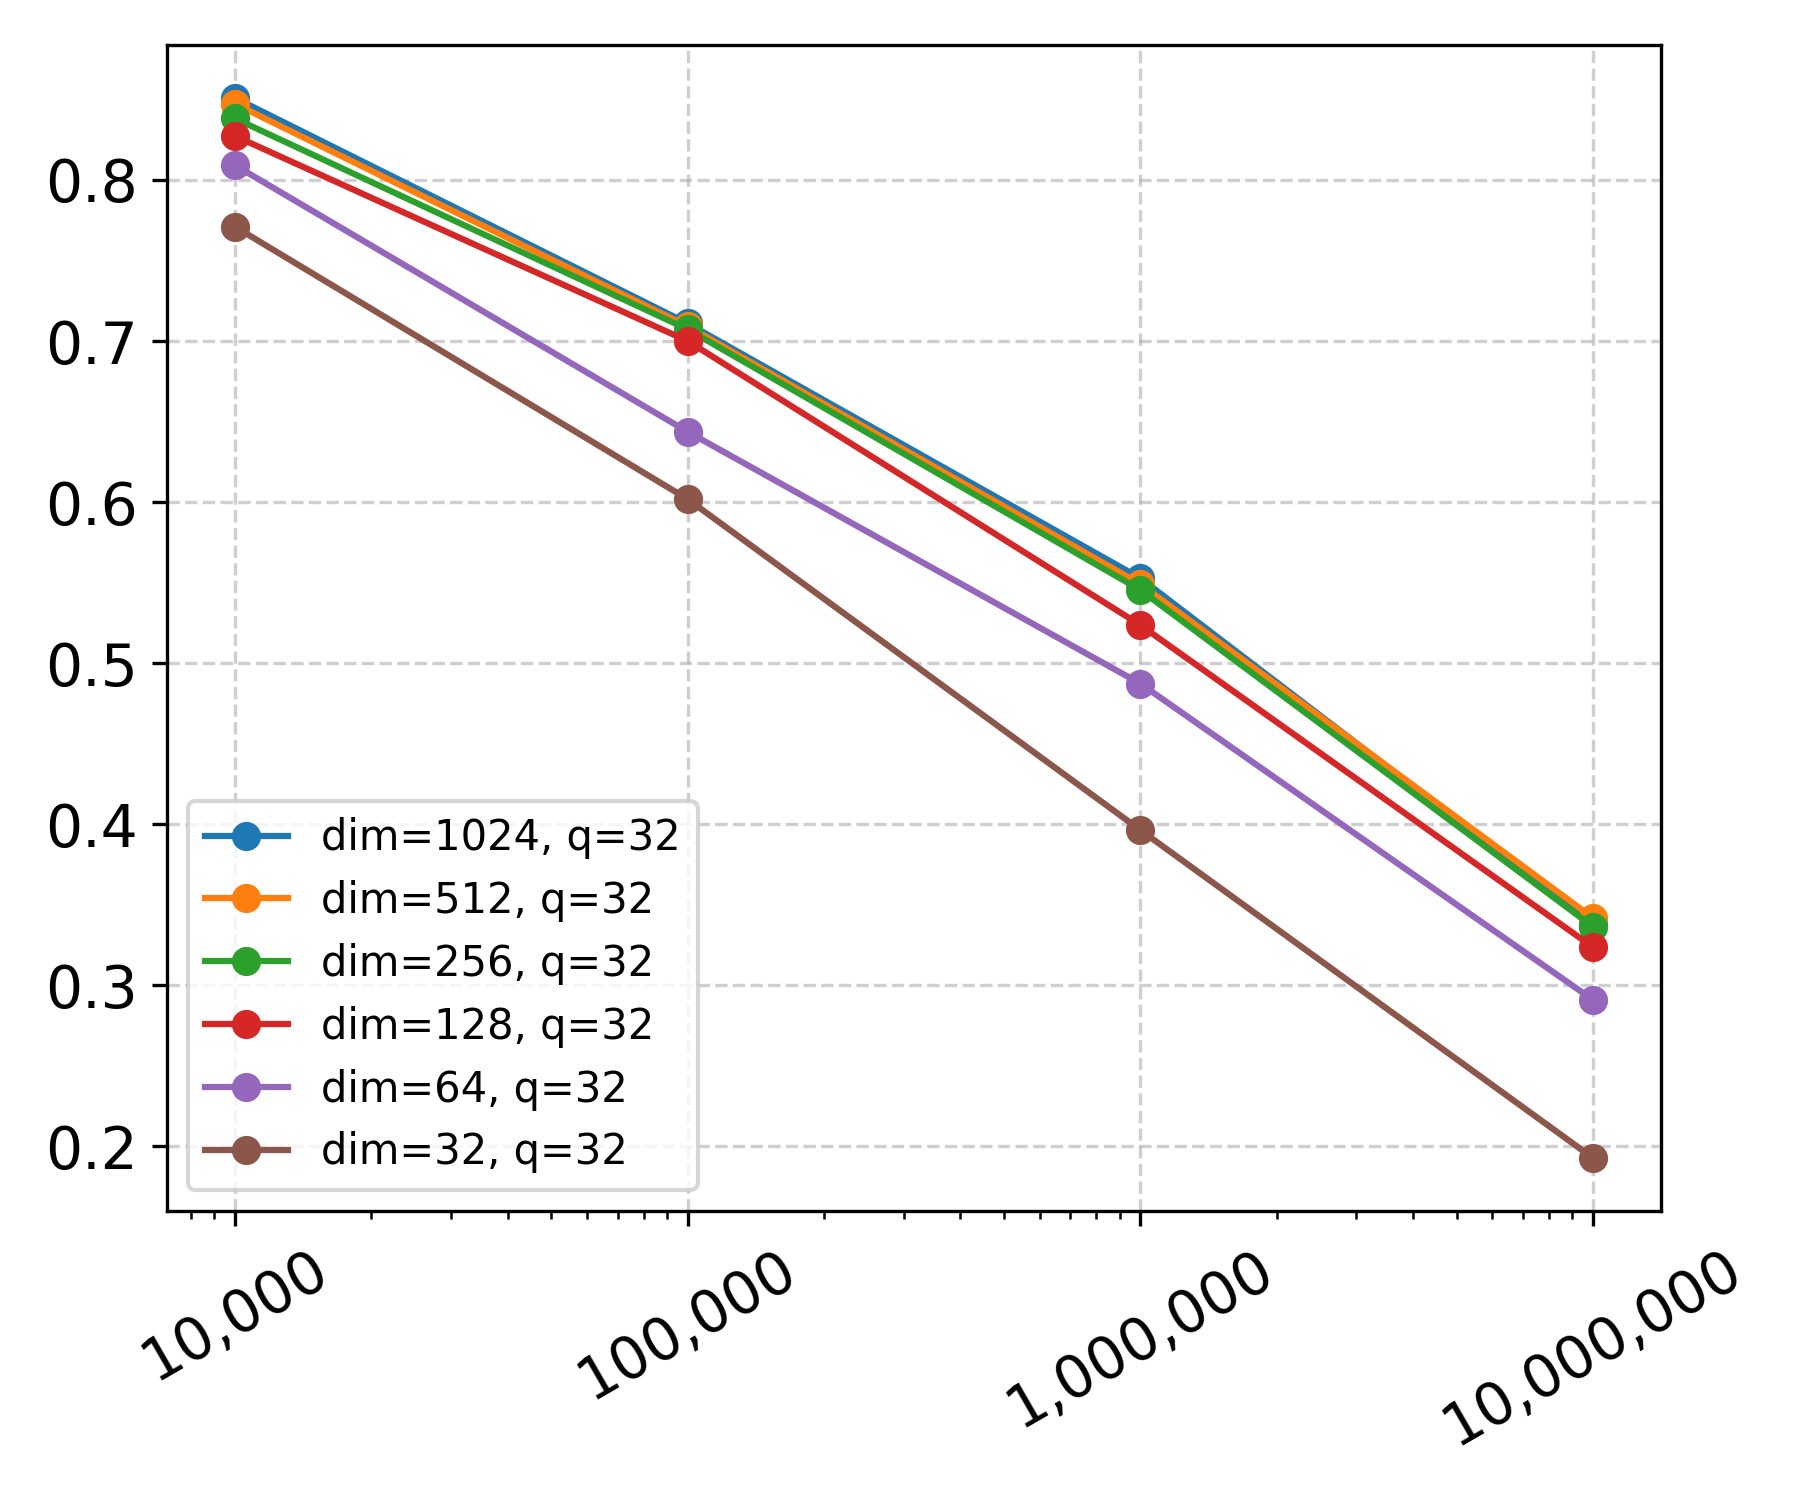 0.8
0.7
0.6
0.5
0.4
0.3
0.2
dim=1024, q=32
dim=512, q=32
dim=256, q=32
dim=128, q=32
dim=64, q=32
dim=32, q=32
10,000
100,000
1,000,000
10,000,000